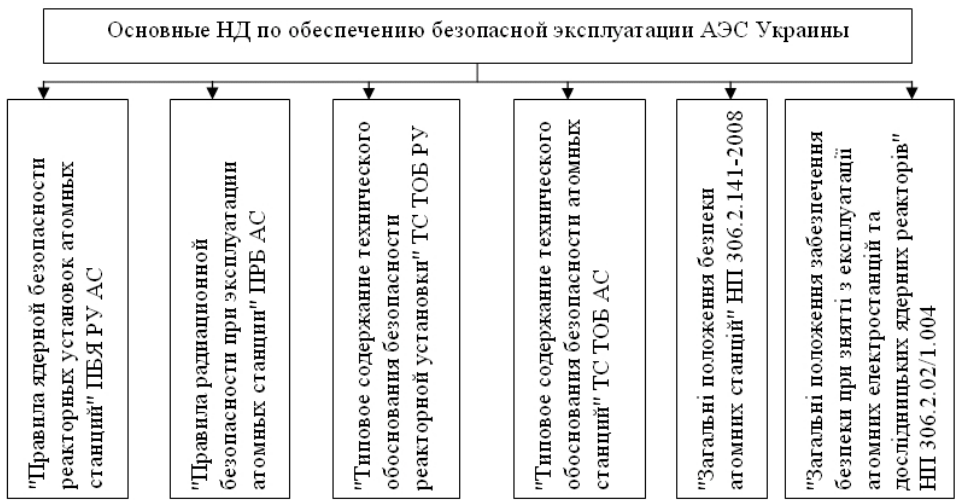 Основные НД по обеспечению безопасной эксплуатации АЭС Украины
"Правила ядерной безопасности
реакторных установок атомных
станций" ПБЯ РУ АС
"Правила радиационной
безопасности при эксплуатации
атомных станции" ПРБ АС
"Типовое содержание технического
обоснования безопасности
реакторной установки" ТС ТОБ РУ
"Типовое содержание технического
обоснования безопасности атомных
станций" ТС ТОБ АС
"Загальні положення безпеки
атомних станцій" НП 306.2.141-2008
"'Загальні положення забезпечення
безпеки при знятті з експлуатації
атомних електростанцій та
дослідницьких ядерних реакторів"
НП 306.2.02/1.004